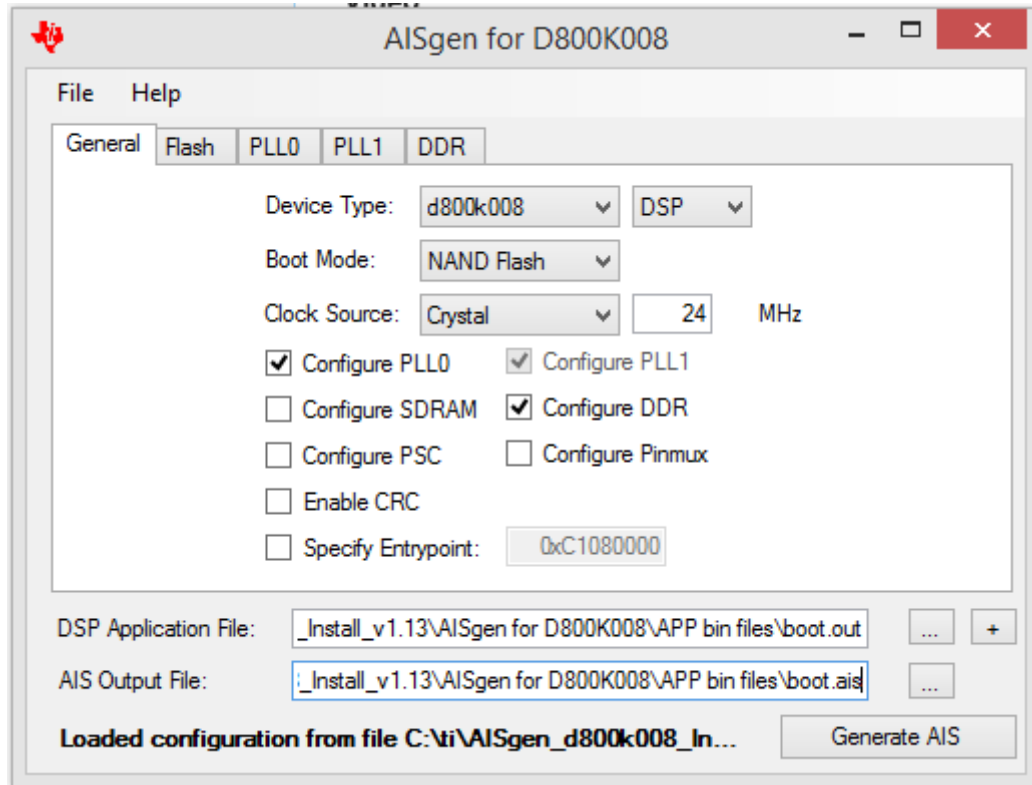 AISgen for D800K008
File Help
General Flash PLL0 PLL1 DDR
Device Type: d800k008 DSP
Boot Mode: NAND Flash
Clock Source: Crystal 24 MHz
Configure PLL0 Configure PLL1
Configure SDRAM Configure DDR
Configure PSC Configure Pinmux
Enable CRC
Specify Entrypoint: 0xC1080000
DSP Application File: _Install_v1.13\AISgen for D800K008\APP bin files\boot.out ... +
AIS Output File: _Install_v1.13\AISgen for D800K008\APP bin files\boot.ais ...
Loaded configuration from file C:\ti\AISgen_d800k008_In... Generate AIS